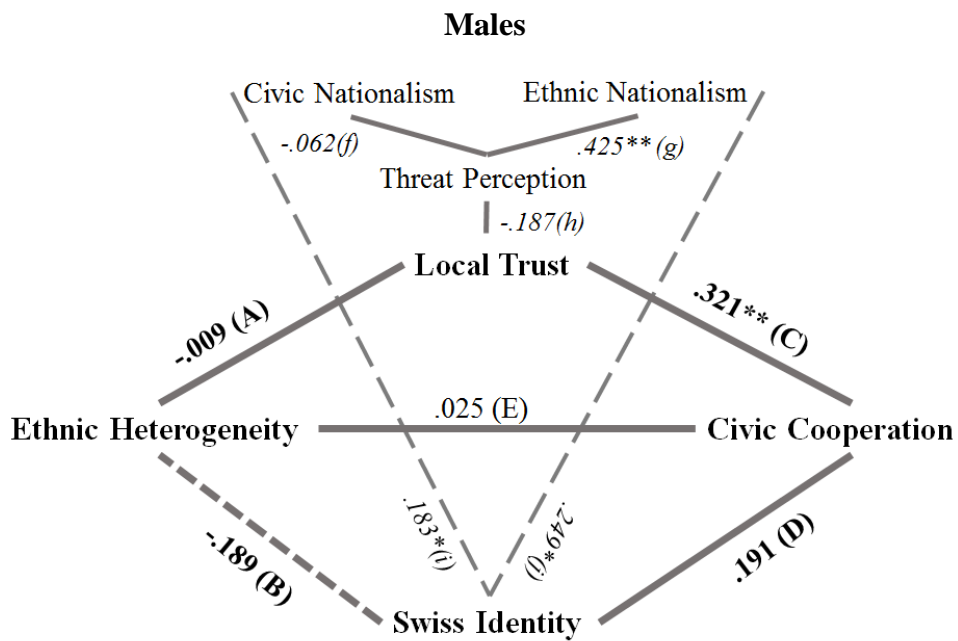 Males
Civic Nationalism
Ethnic Nationalism
-.062(f)
.425**(g)
Threat Perception
-.187(h)
Local Trust
-.009 (A)
.321** (C)
.025 (E)
Ethnic Heterogeneity
Civic Cooperation
.183*(i)
.249*(j)
-.189 (B)
.191 (D)
Swiss Identity